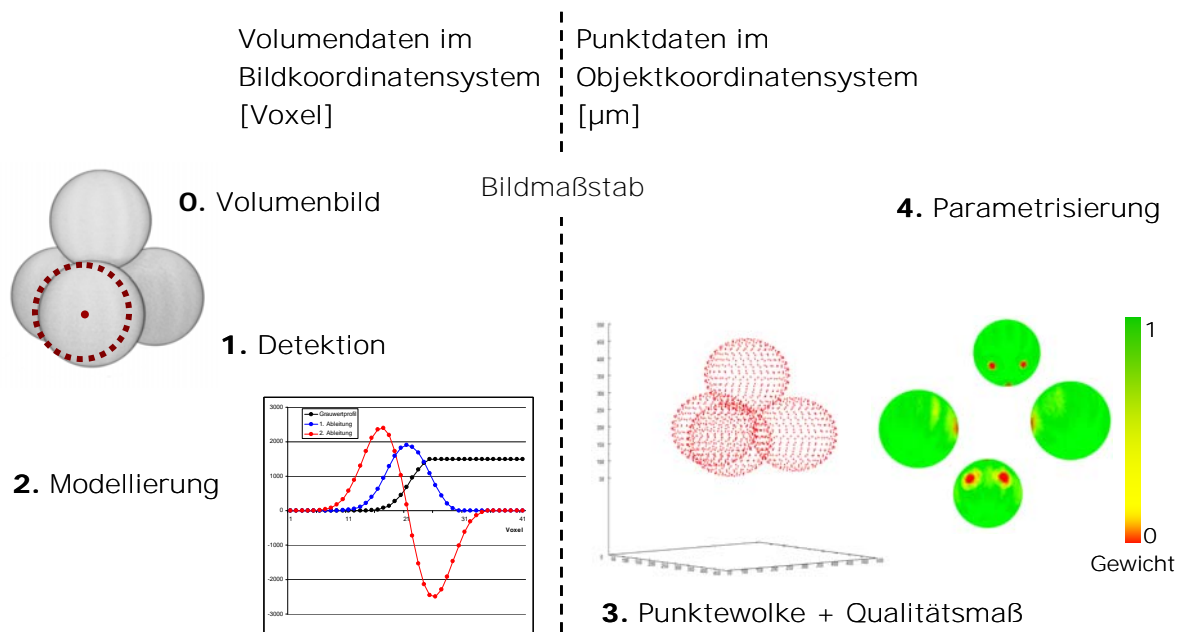 Volumendaten im
Bildkoordinatensystem
[Voxel]
Punktdaten im
Objektkoordinatensystem
[µm]
Bildmaßstab
0. Volumenbild
4. Parametrisierung
1. Detektion
2. Modellierung
3000
2000
1000
0
-1000
-2000
-3000
Grauwertprofil
1. Ableitung
2. Ableitung
1
11
21
31
41
Voxel
1
0
Gewicht
3. Punktewolke + Qualitätsmaß